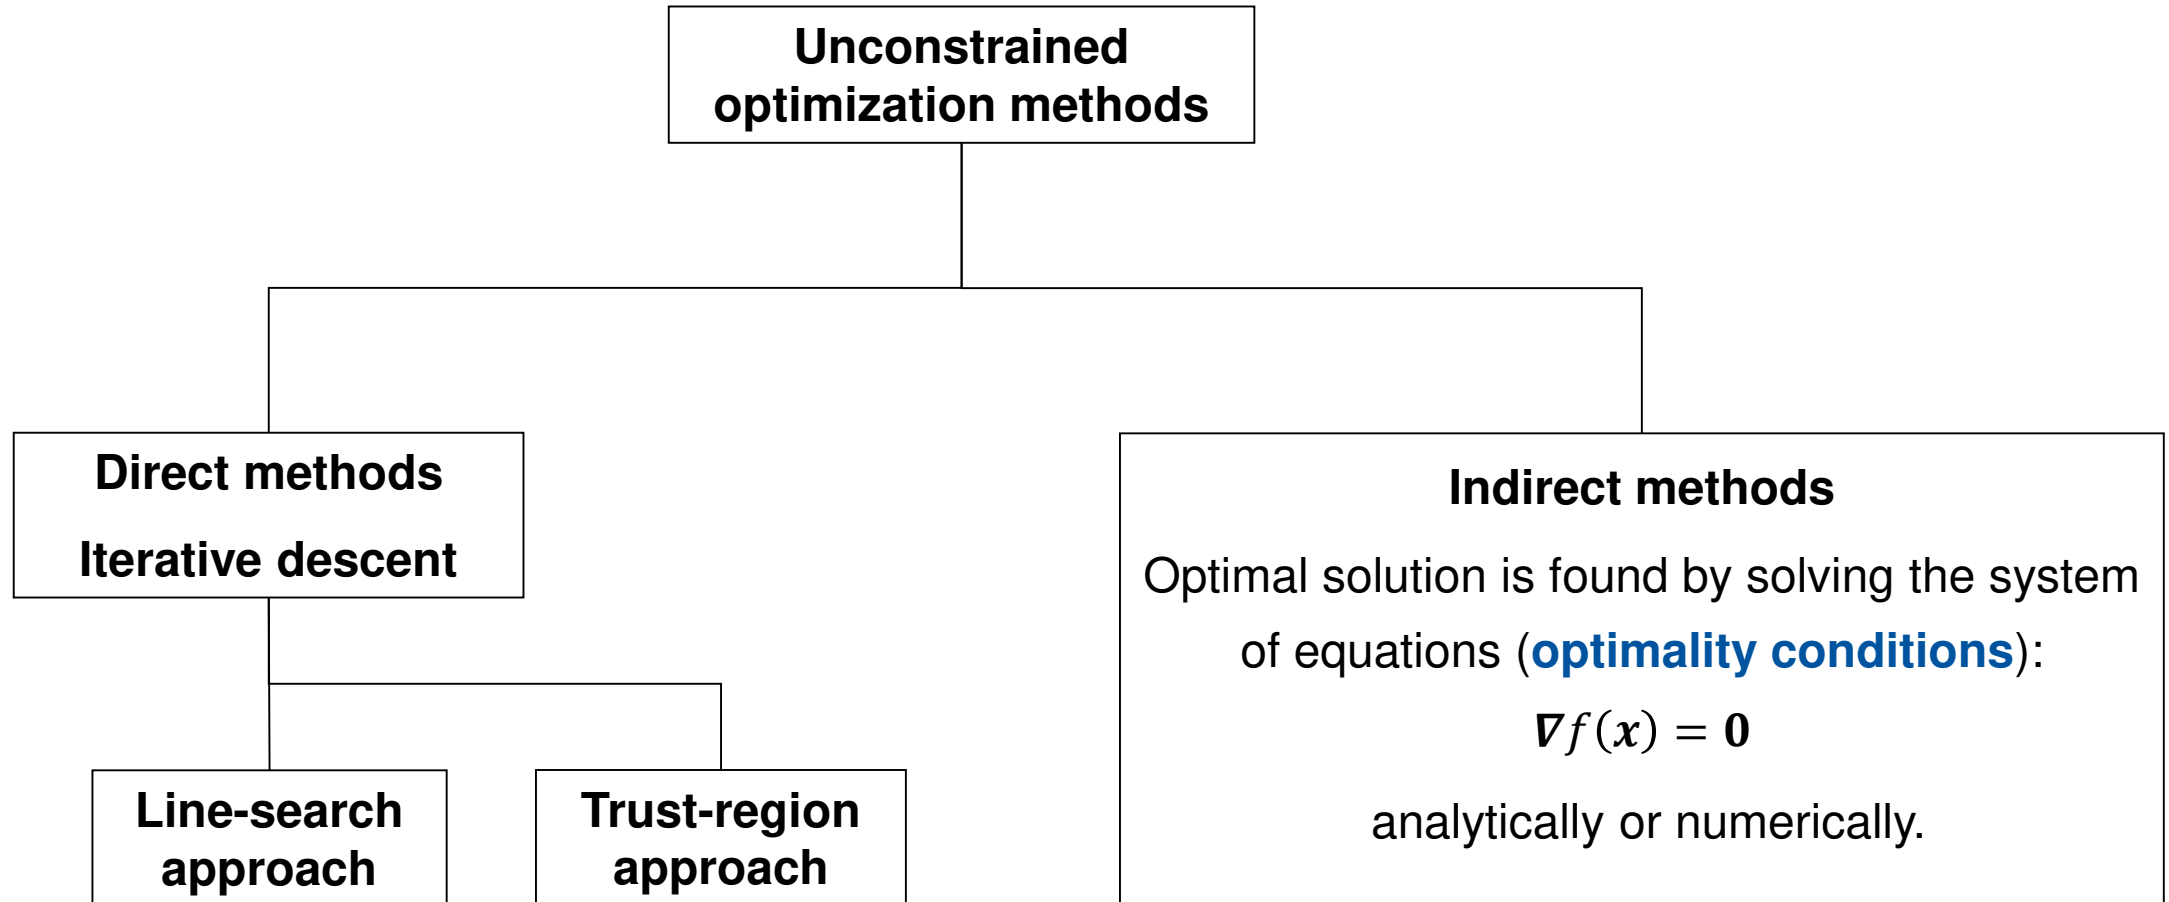 Unconstrained
optimization methods
Direct methods
Iterative descent
Line-search
approach
Trust-region
approach
Indirect methods
Optimal solution is found by solving the system
of equations (optimality conditions):
∇f(x) = 0
analytically or numerically.